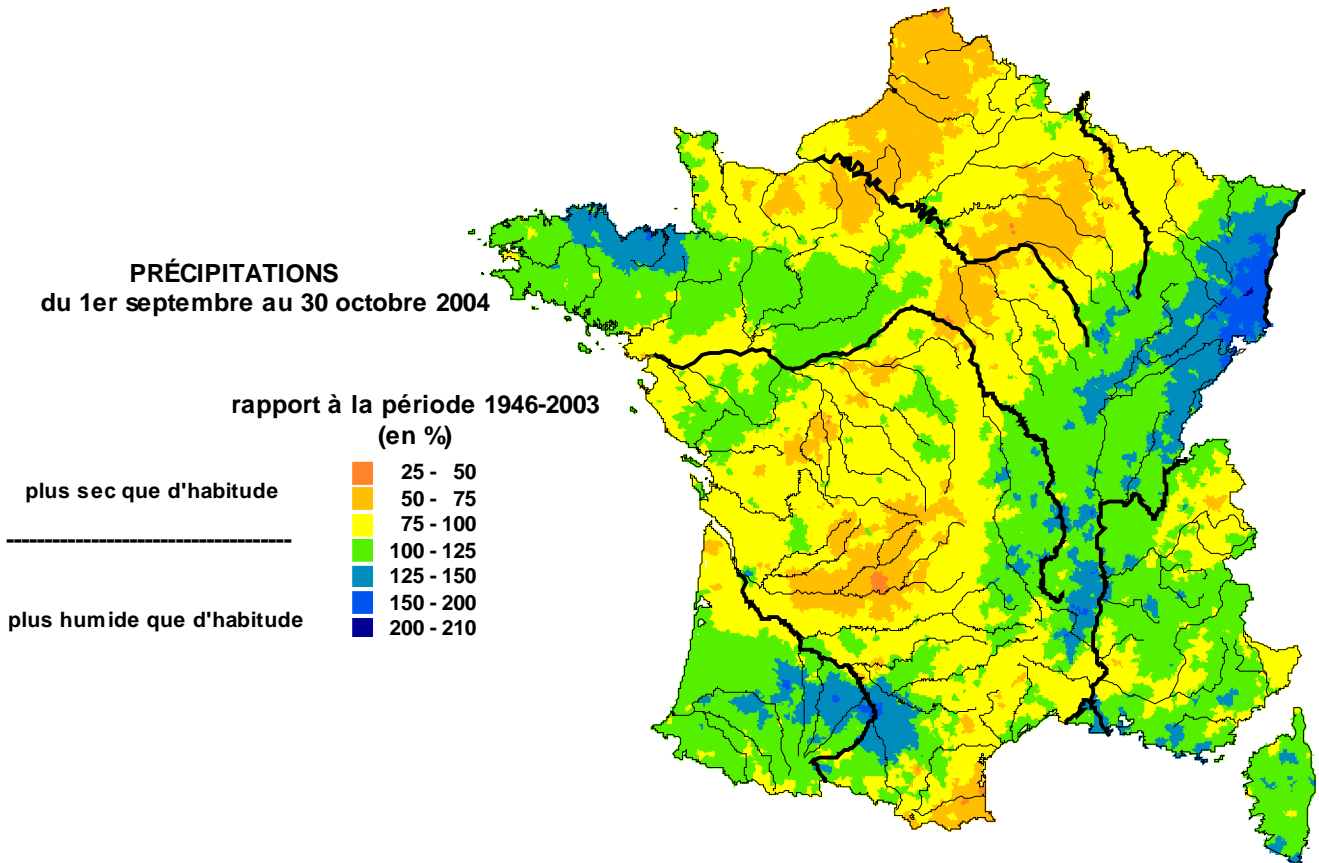 PRÉCIPITATIONS
du 1er septembre au 30 octobre 2004
rapport à la période 1946-2003
(en %)
plus sec que d'habitude
--------------------------------------
plus humide que d'habitude
25 - 50
50 - 75
75 - 100
100 - 125
125 - 150
150 - 200
200 - 210